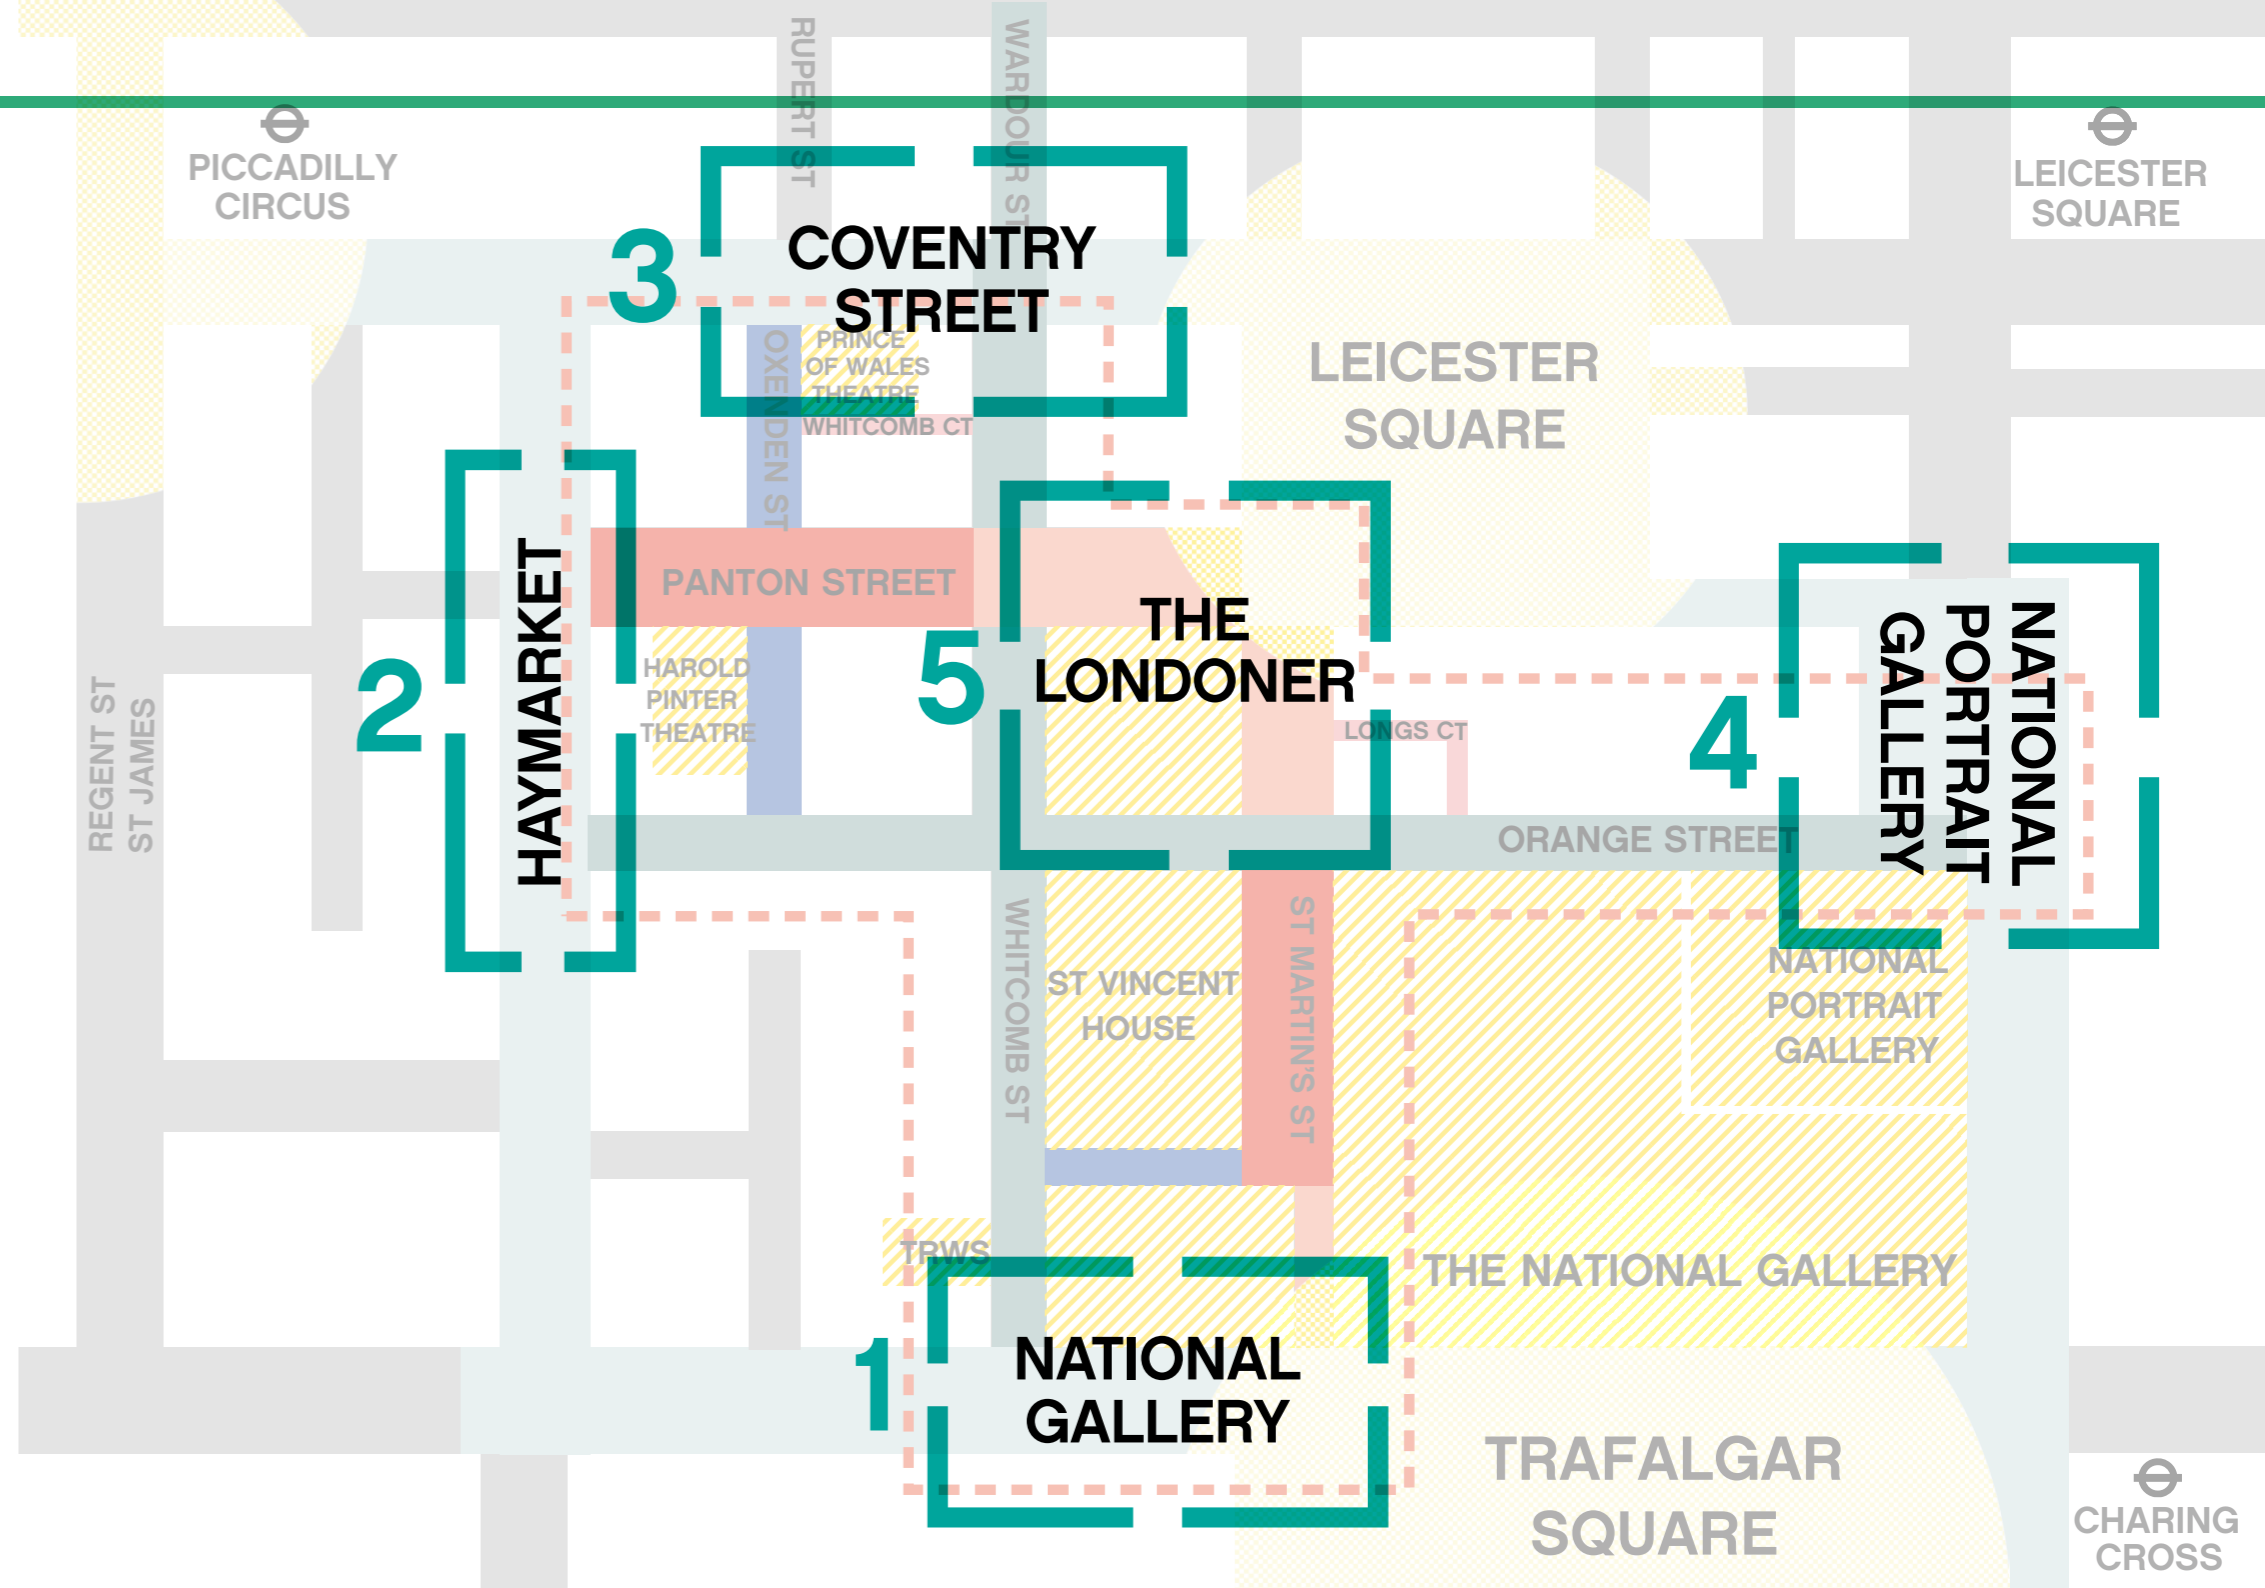 RUPERT ST
WARDOUR ST
PICCADILLY
CIRCUS
LEICESTER
SQUARE
3
COVENTRY
STREET
OXENDEN ST
PRINCE
OF WALES
THEATRE
WHITCOMB CT
LEICESTER
SQUARE
2
HAYMARKET
PANTON STREET
HAROLD
PINTER
THEATRE
5
THE
LONDONER
LONGS CT
4
NATIONAL
PORTRAIT
GALLERY
REGENT ST
ST JAMES
ORANGE STREET
WHITCOMB ST
ST VINCENT
HOUSE
ST MARTIN'S ST
NATIONAL
PORTRAIT
GALLERY
TRWS
THE NATIONAL GALLERY
1
NATIONAL
GALLERY
TRAFALGAR
SQUARE
CHARING
CROSS